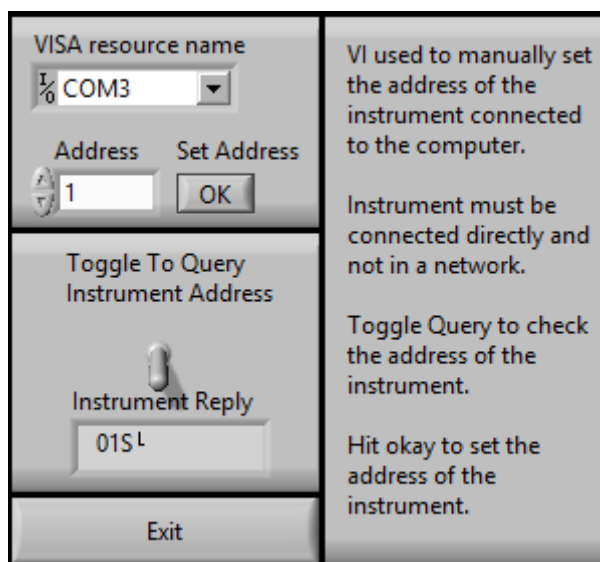 VISA resource name
I/O COM3
Address
Set Address
1
OK
Toggle To Query
Instrument Address
Instrument Reply
01S└
Exit
VI used to manually set
the address of the
instrument connected
to the computer.
Instrument must be
connected directly and
not in a network.
Toggle Query to check
the address of the
instrument.
Hit okay to set the
address of the
instrument.